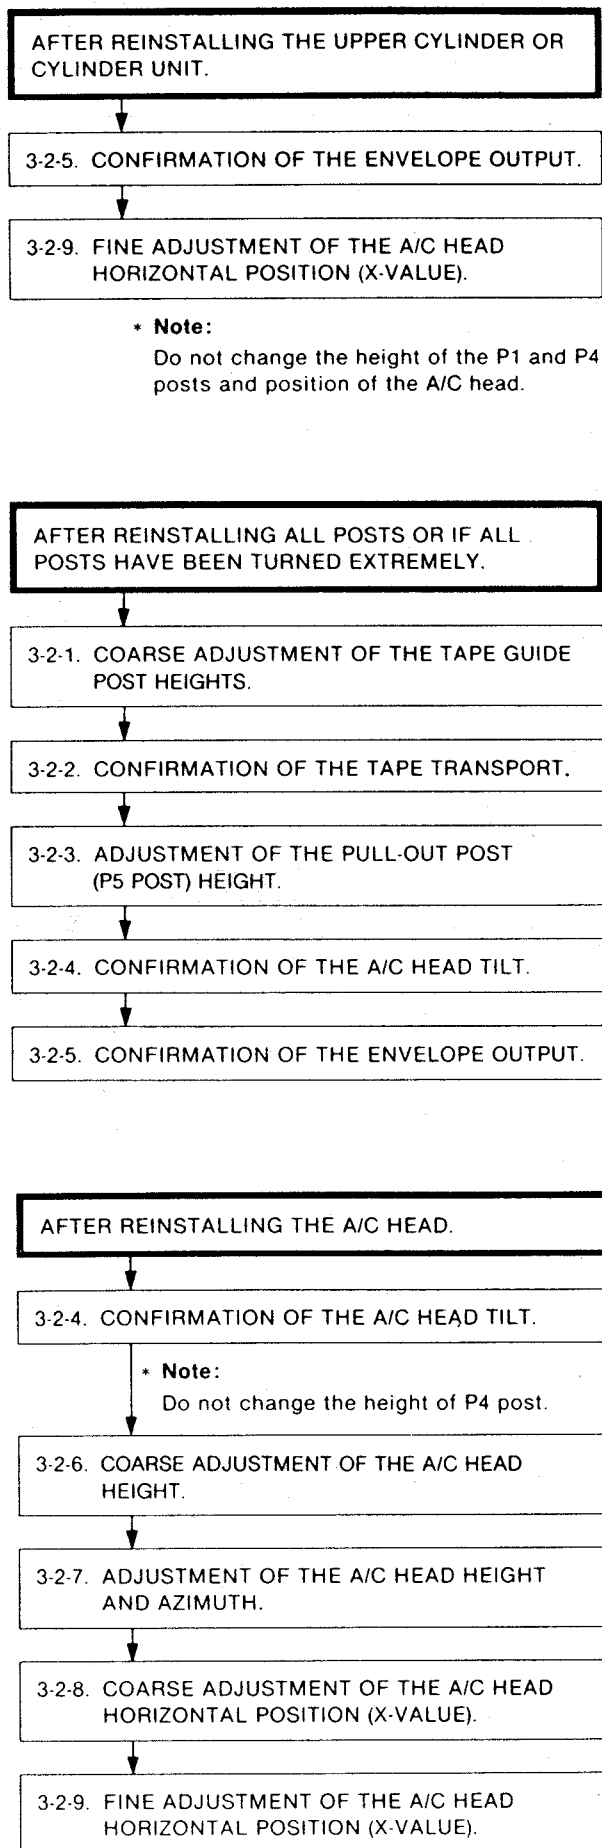 AFTER REINSTALLING THE UPPER CYLINDER OR
CYLINDER UNIT.
3-2-5. CONFIRMATION OF THE ENVELOPE OUTPUT.
3-2-9. FINE ADJUSTMENT OF THE A/C HEAD
HORIZONTAL POSITION (X-VALUE).
* Note:
Do not change the height of the P1 and P4
posts and position of the A/C head.
AFTER REINSTALLING ALL POSTS OR IF ALL
POSTS HAVE BEEN TURNED EXTREMELY.
3-2-1. COARSE ADJUSTMENT OF THE TAPE GUIDE
POST HEIGHTS.
3-2-2. CONFIRMATION OF THE TAPE TRANSPORT.
3-2-3. ADJUSTMENT OF THE PULL-OUT POST
(P5 POST) HEIGHT.
3-2-4. CONFIRMATION OF THE A/C HEAD TILT.
3-2-5. CONFIRMATION OF THE ENVELOPE OUTPUT.
AFTER REINSTALLING THE A/C HEAD.
3-2-4. CONFIRMATION OF THE A/C HEAD TILT.
* Note:
Do not change the height of P4 post.
3-2-6. COARSE ADJUSTMENT OF THE A/C HEAD
HEIGHT.
3-2-7. ADJUSTMENT OF THE A/C HEAD HEIGHT
AND AZIMUTH.
3-2-8. COARSE ADJUSTMENT OF THE A/C HEAD
HORIZONTAL POSITION (X-VALUE).
3-2-9. FINE ADJUSTMENT OF THE A/C HEAD
HORIZONTAL POSITION (X-VALUE).